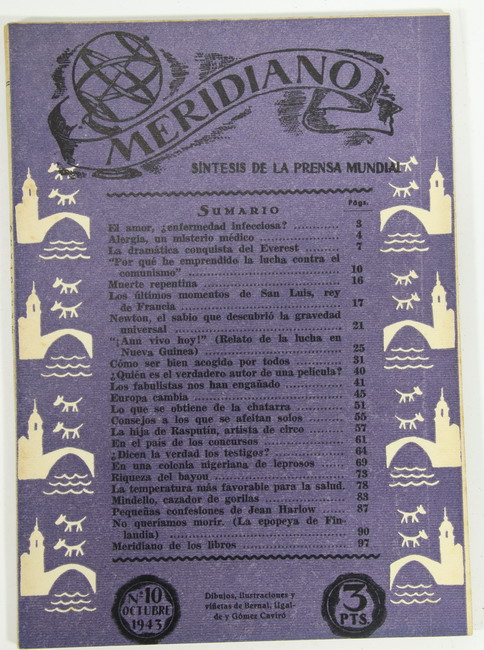 MERIDIANO
SÍNTESIS DE LA PRENSA MUNDIAL
SUMARIO
Págs.
El amor, ¿enfermedad infecciosa? ........... 3
Alergia, un misterio médico ................... 4
La dramática conquista del Everest ........ 7
"Por qué he emprendido la lucha contra el
comunismo" ................................. 10
Muerte repentina ............................... 16
Los últimos momentos de San Luis, rey
de Francia .................................... 17
Newton, el sabio que descubrió la gravedad
universal ..................................... 21
"¡Aun vivo hoy!" (Relato de la lucha en
Nueva Guinea) .............................. 25
Cómo ser bien acogido por todos ........... 31
¿Quién es el verdadero autor de una película? 40
Los fabulistas nos han engañado ........... 41
Europa cambia .................................. 45
Lo que se obtiene de la chatarra ........... 51
Consejos a los que se afeitan solos ........ 55
La hija de Rasputín, artista de circo ....... 57
En el país de los concursos .................. 61
¿Dicen la verdad los testigos? ............... 64
En una colonia nigeriana de leprosos ...... 69
Riqueza del bayou .............................. 73
La temperatura más favorable para la salud. 78
Mindello, cazador de gorilas ................. 83
Pequeñas confesiones de Jean Harlow ..... 87
No queríamos morir. (La epopeya de Fin-
landia) ........................................ 90
Meridiano de los libros ....................... 97
Nº 10
OCTUBRE
1943
Dibujos, ilustraciones y
viñetas de Bernal, Ugal-
de y Gómez Caviró
3
PTS.